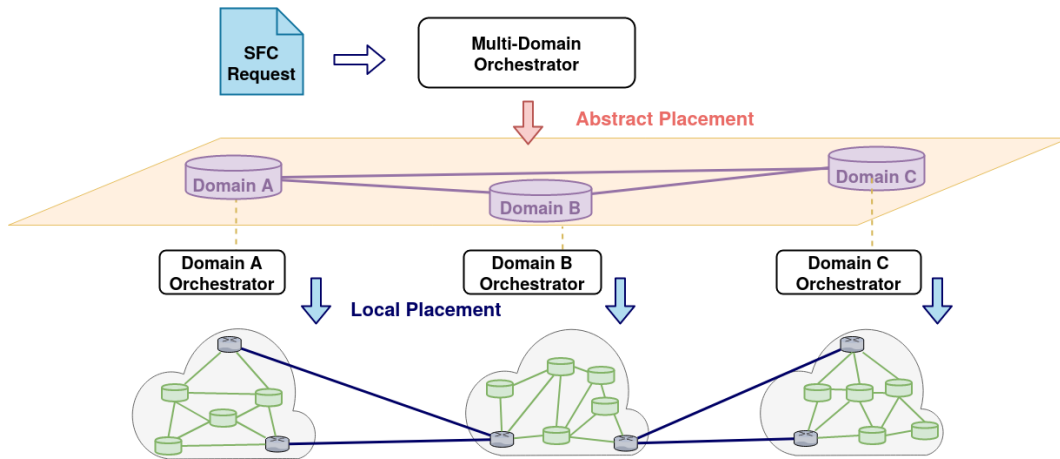 SFC
Request
Multi-Domain
Orchestrator
Abstract Placement
Domain A
Domain B
Domain C
Domain A
Orchestrator
Domain B
Orchestrator
Domain C
Orchestrator
Local Placement